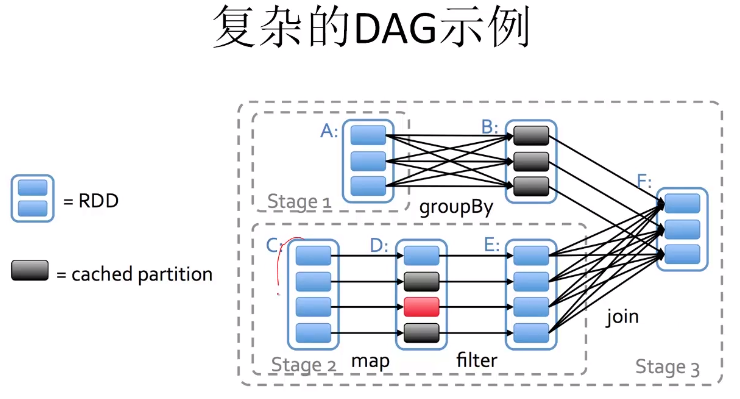 复杂的DAG示例
A:
B:
Stage 1
groupBy
F:
= RDD
C:
D:
E:
= cached partition
join
Stage 2
map
filter
Stage 3